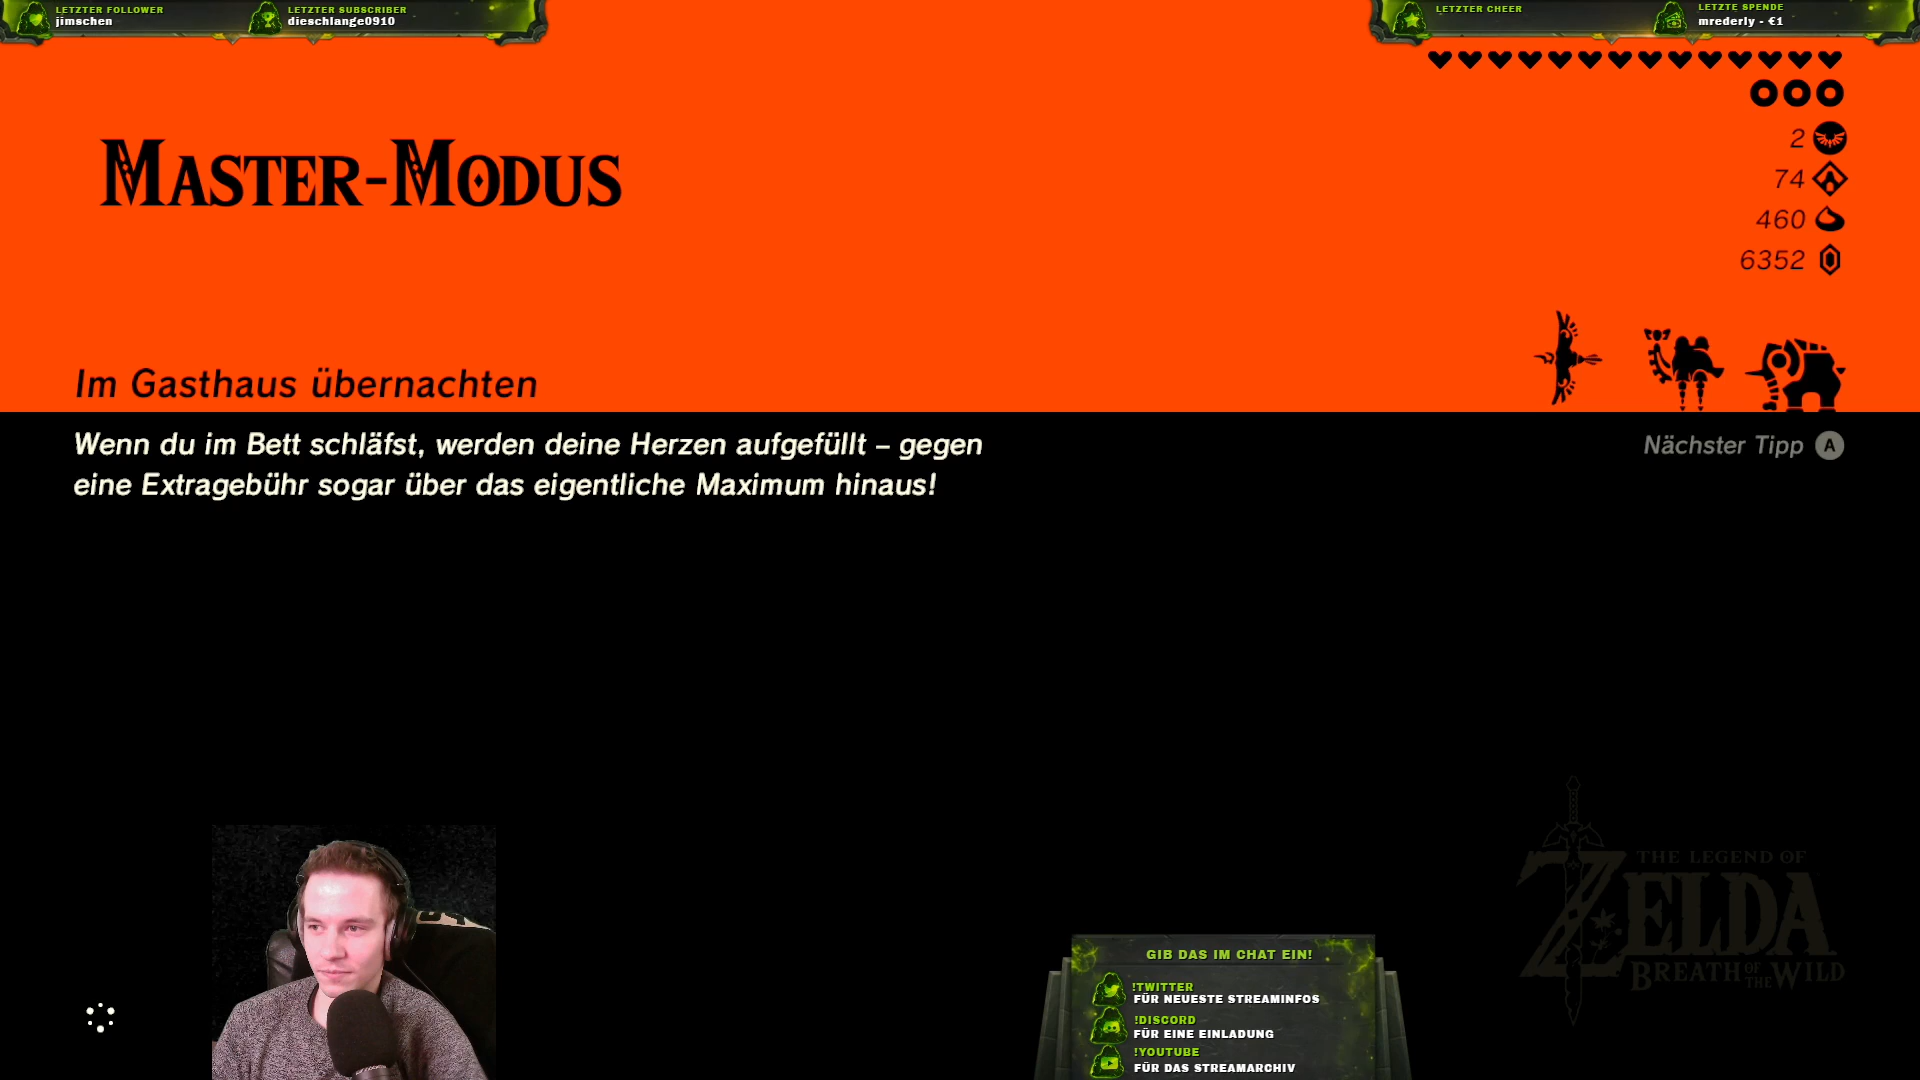 LETZTER FOLLOWER
jimschen
LETZTER SUBSCRIBER
dieschlange0910
LETZTER CHEER
LETZTE SPENDE
mrederly - €1
MASTER-MODUS
2
74
460
6352
Im Gasthaus übernachten
Wenn du im Bett schläfst, werden deine Herzen aufgefüllt – gegen
eine Extragebühr sogar über das eigentliche Maximum hinaus!
Nächster Tipp A
THE LEGEND OF
ZELDA
BREATH OF THE WILD
GIB DAS IM CHAT EIN!
!TWITTER
FÜR NEUESTE STREAMINFOS
!DISCORD
FÜR EINE EINLADUNG
!YOUTUBE
FÜR DAS STREAMARCHIV